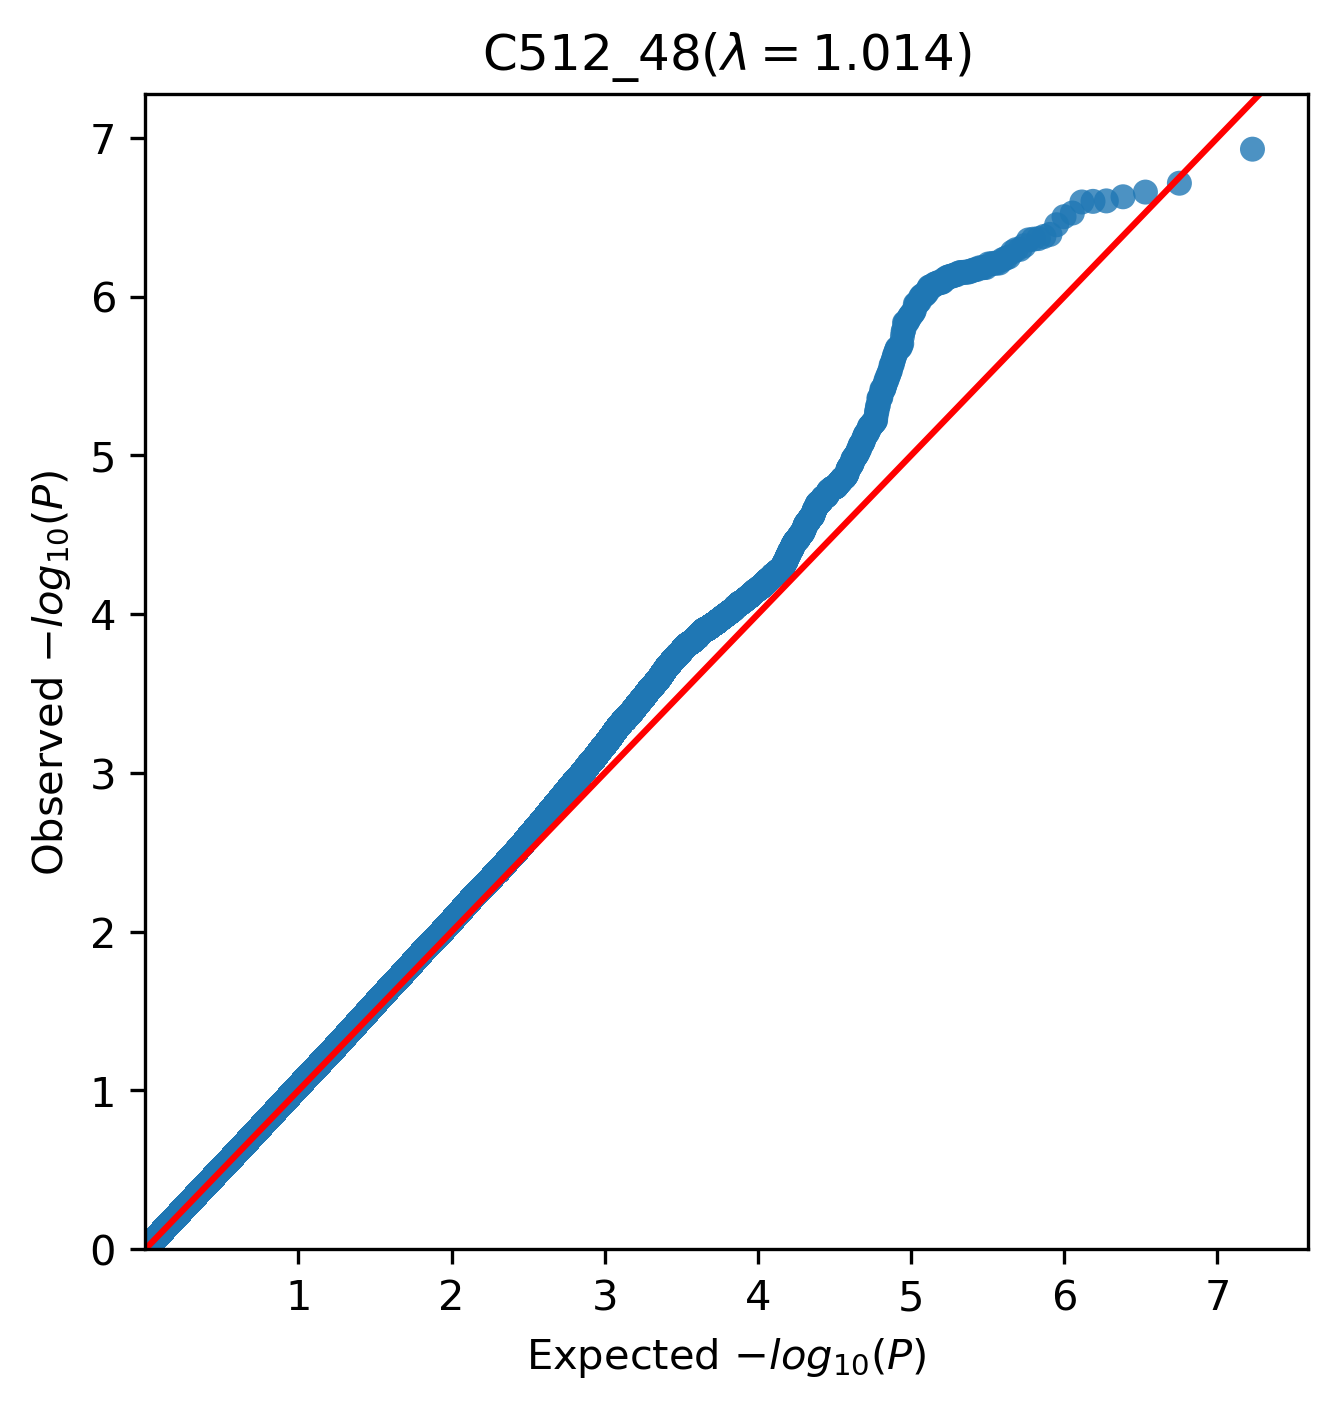 C512_48(λ = 1.014)
Observed −log₁₀(P)
7
6
5
4
3
2
1
0
1 2 3 4 5 6 7
Expected −log₁₀(P)